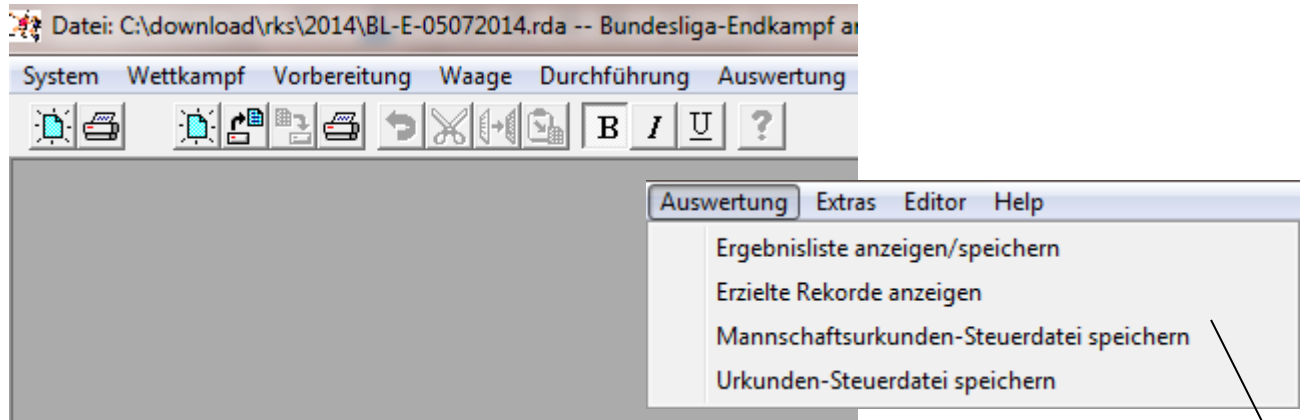 Datei: C:\download\rks\2014\BL-E-05072014.rda -- Bundesliga-Endkampf
System Wettkampf Vorbereitung Waage Durchführung Auswertung
B I U ?
Auswertung Extras Editor Help
Ergebnisliste anzeigen/speichern
Erzielte Rekorde anzeigen
Mannschaftsurkunden-Steuerdatei speichern
Urkunden-Steuerdatei speichern